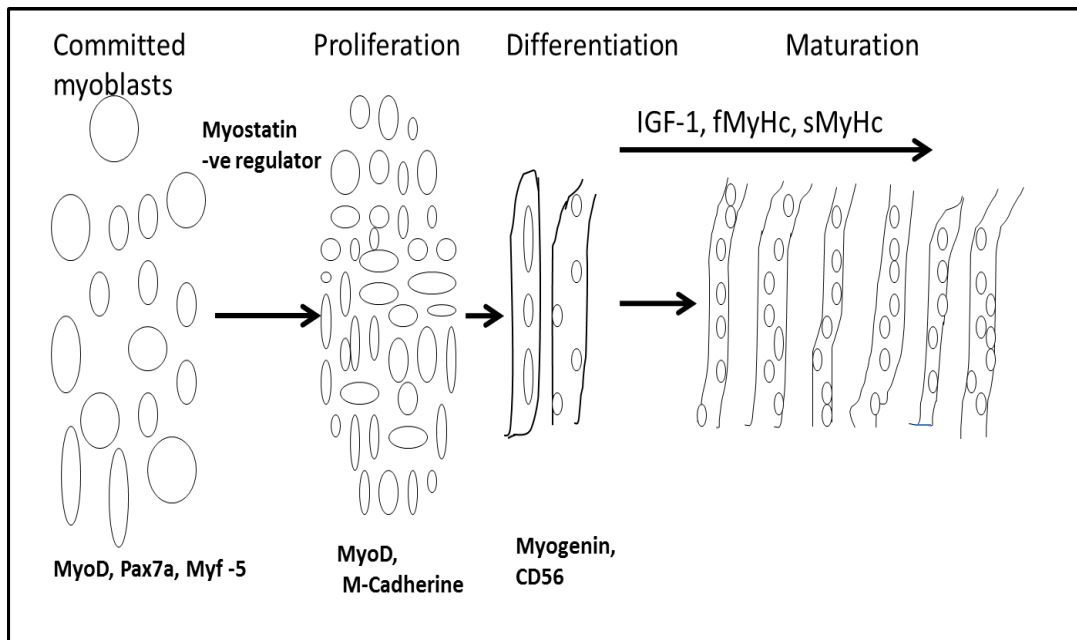 Committed
myoblasts
Proliferation
Differentiation
Maturation
Myostatin
-ve regulator
IGF-1, fMyHc, sMyHc
MyoD, Pax7a, Myf -5
MyoD,
M-Cadherine
Myogenin,
CD56